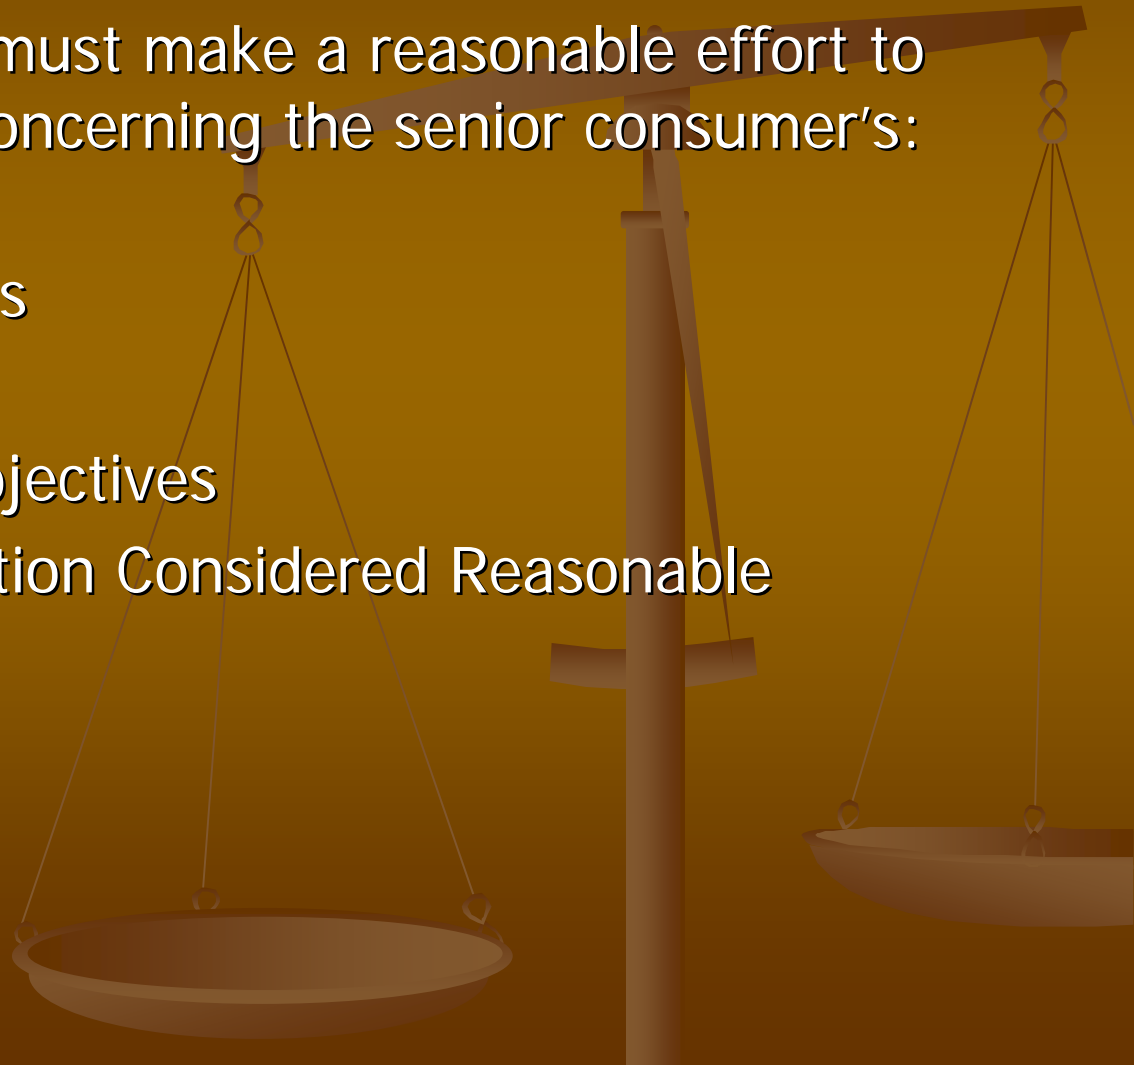 must make a reasonable effort to
oncerning the senior consumer's:
s
jectives
tion Considered Reasonable